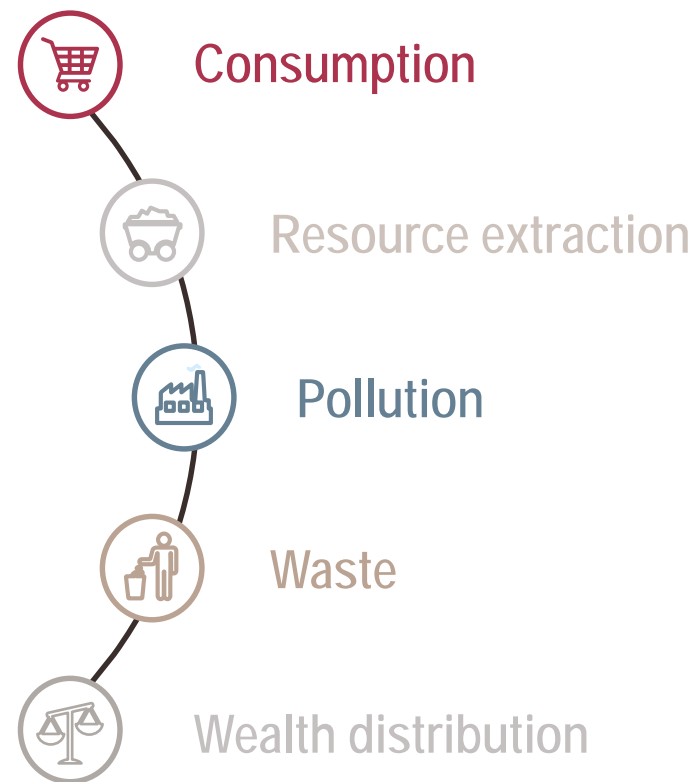 Consumption
Resource extraction
Pollution
Waste
Wealth distribution